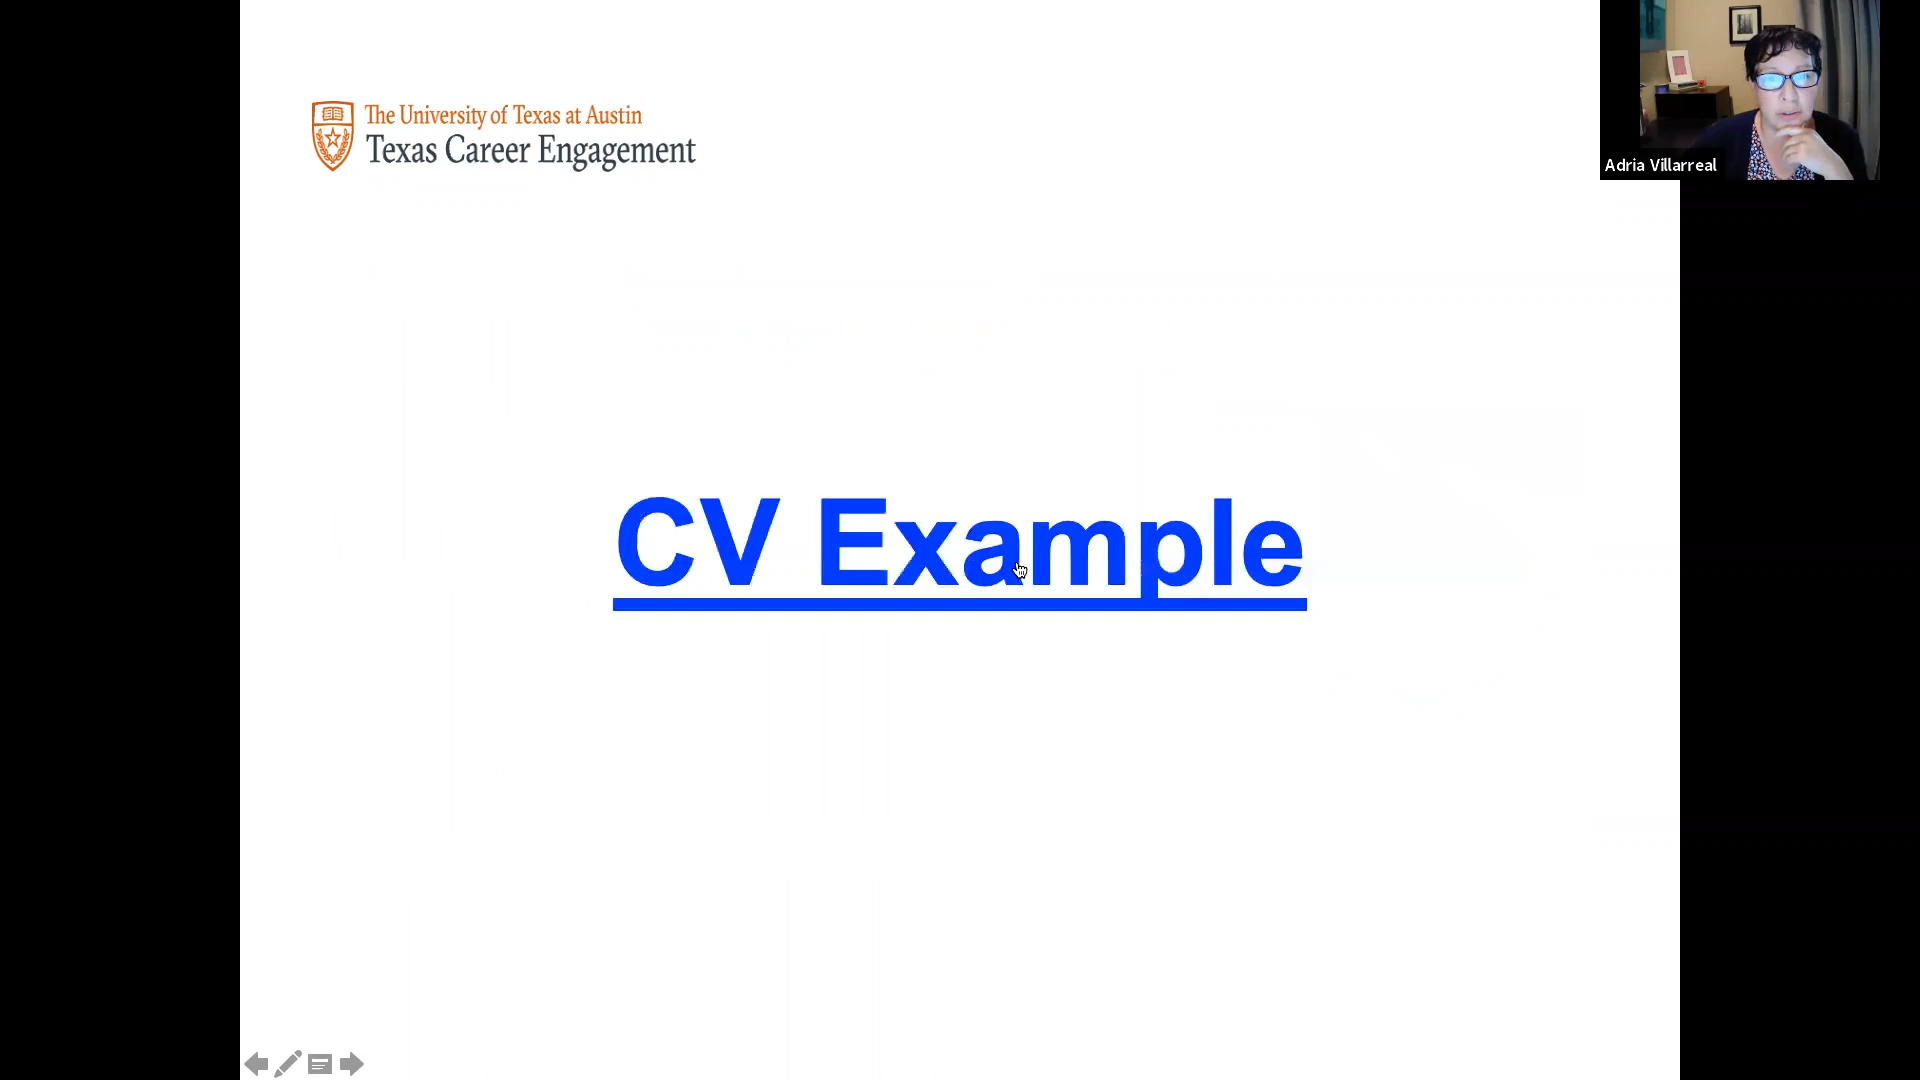 The University of Texas at Austin
Texas Career Engagement
Adria Villarreal
CV Example